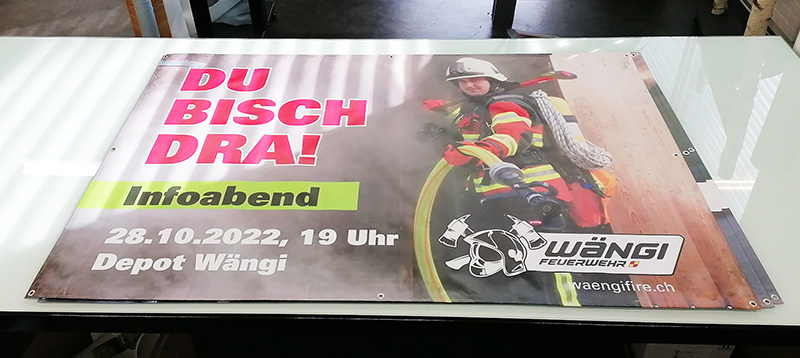 DU
BISCH
DRA!
Infoabend
28.10.2022, 19 Uhr
Depot Wängi
WÄNGI
FEUERWEHR
waengifire.ch